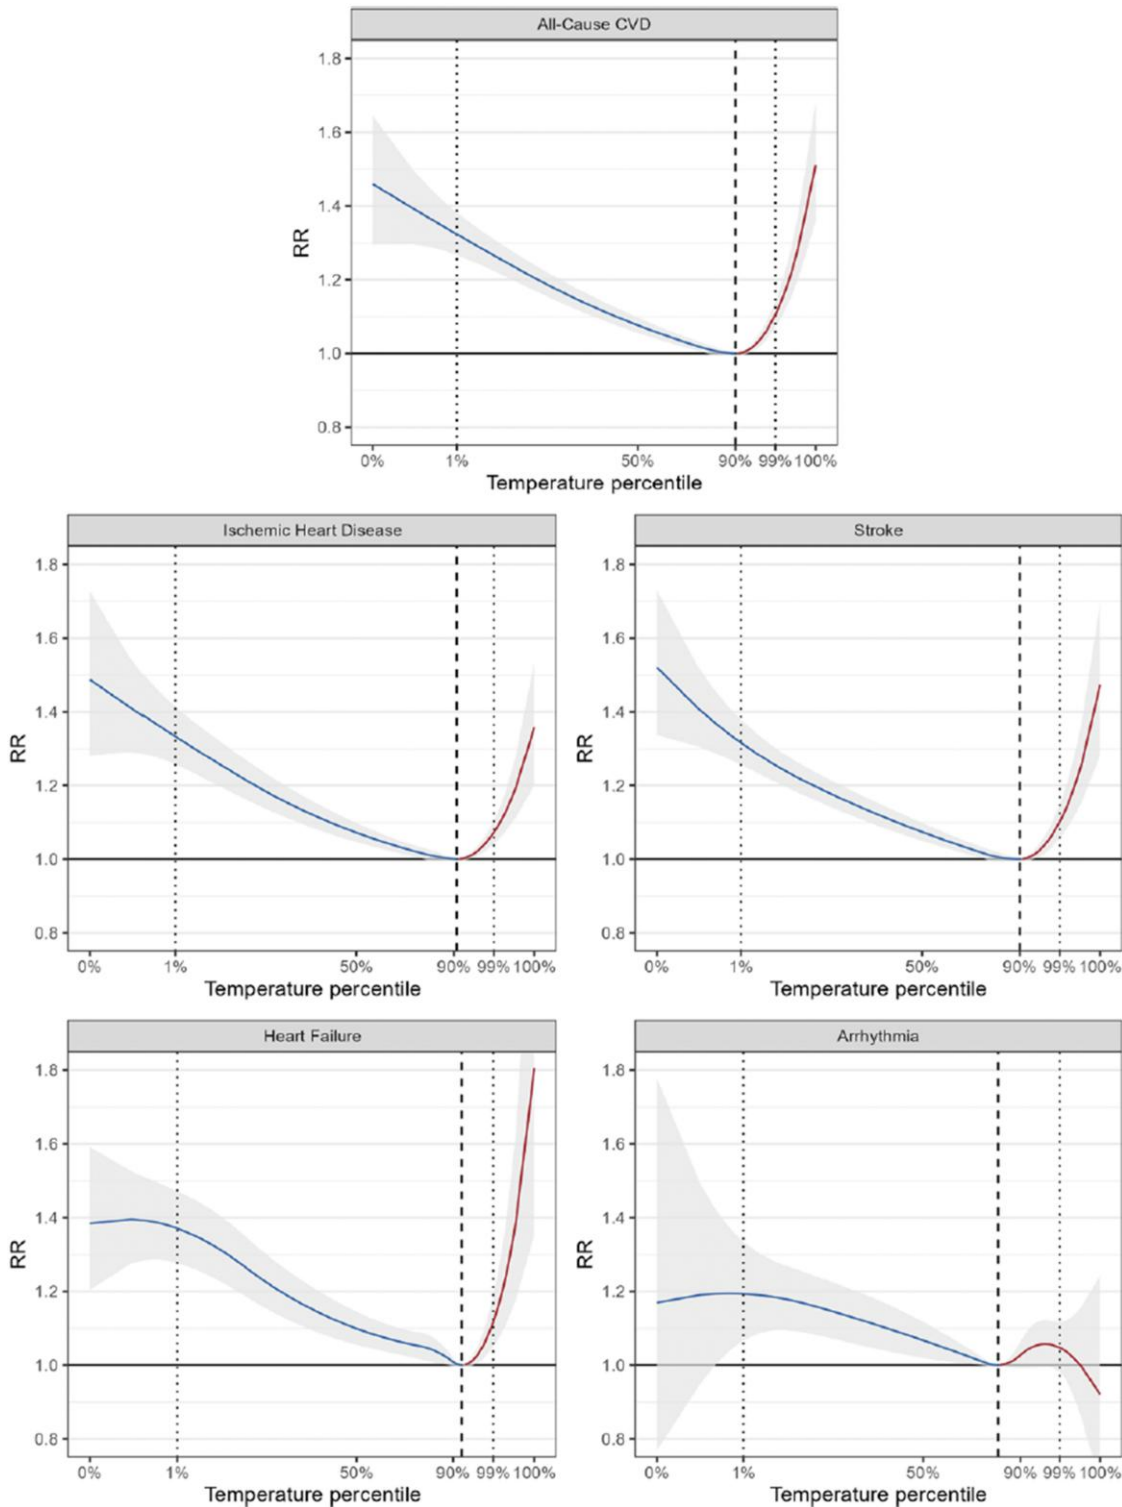 All-Cause CVD
1.8
1.6
1.4
1.2
1.0
0.8
RR
0% 1% 50% 90% 99% 100%
Temperature percentile
Ischemic Heart Disease
1.8
1.6
1.4
1.2
1.0
0.8
RR
0% 1% 50% 90% 99% 100%
Temperature percentile
Stroke
1.8
1.6
1.4
1.2
1.0
0.8
RR
0% 1% 50% 90% 99% 100%
Temperature percentile
Heart Failure
1.8
1.6
1.4
1.2
1.0
0.8
RR
0% 1% 50% 90% 99% 100%
Temperature percentile
Arrhythmia
1.8
1.6
1.4
1.2
1.0
0.8
RR
0% 1% 50% 90% 99% 100%
Temperature percentile